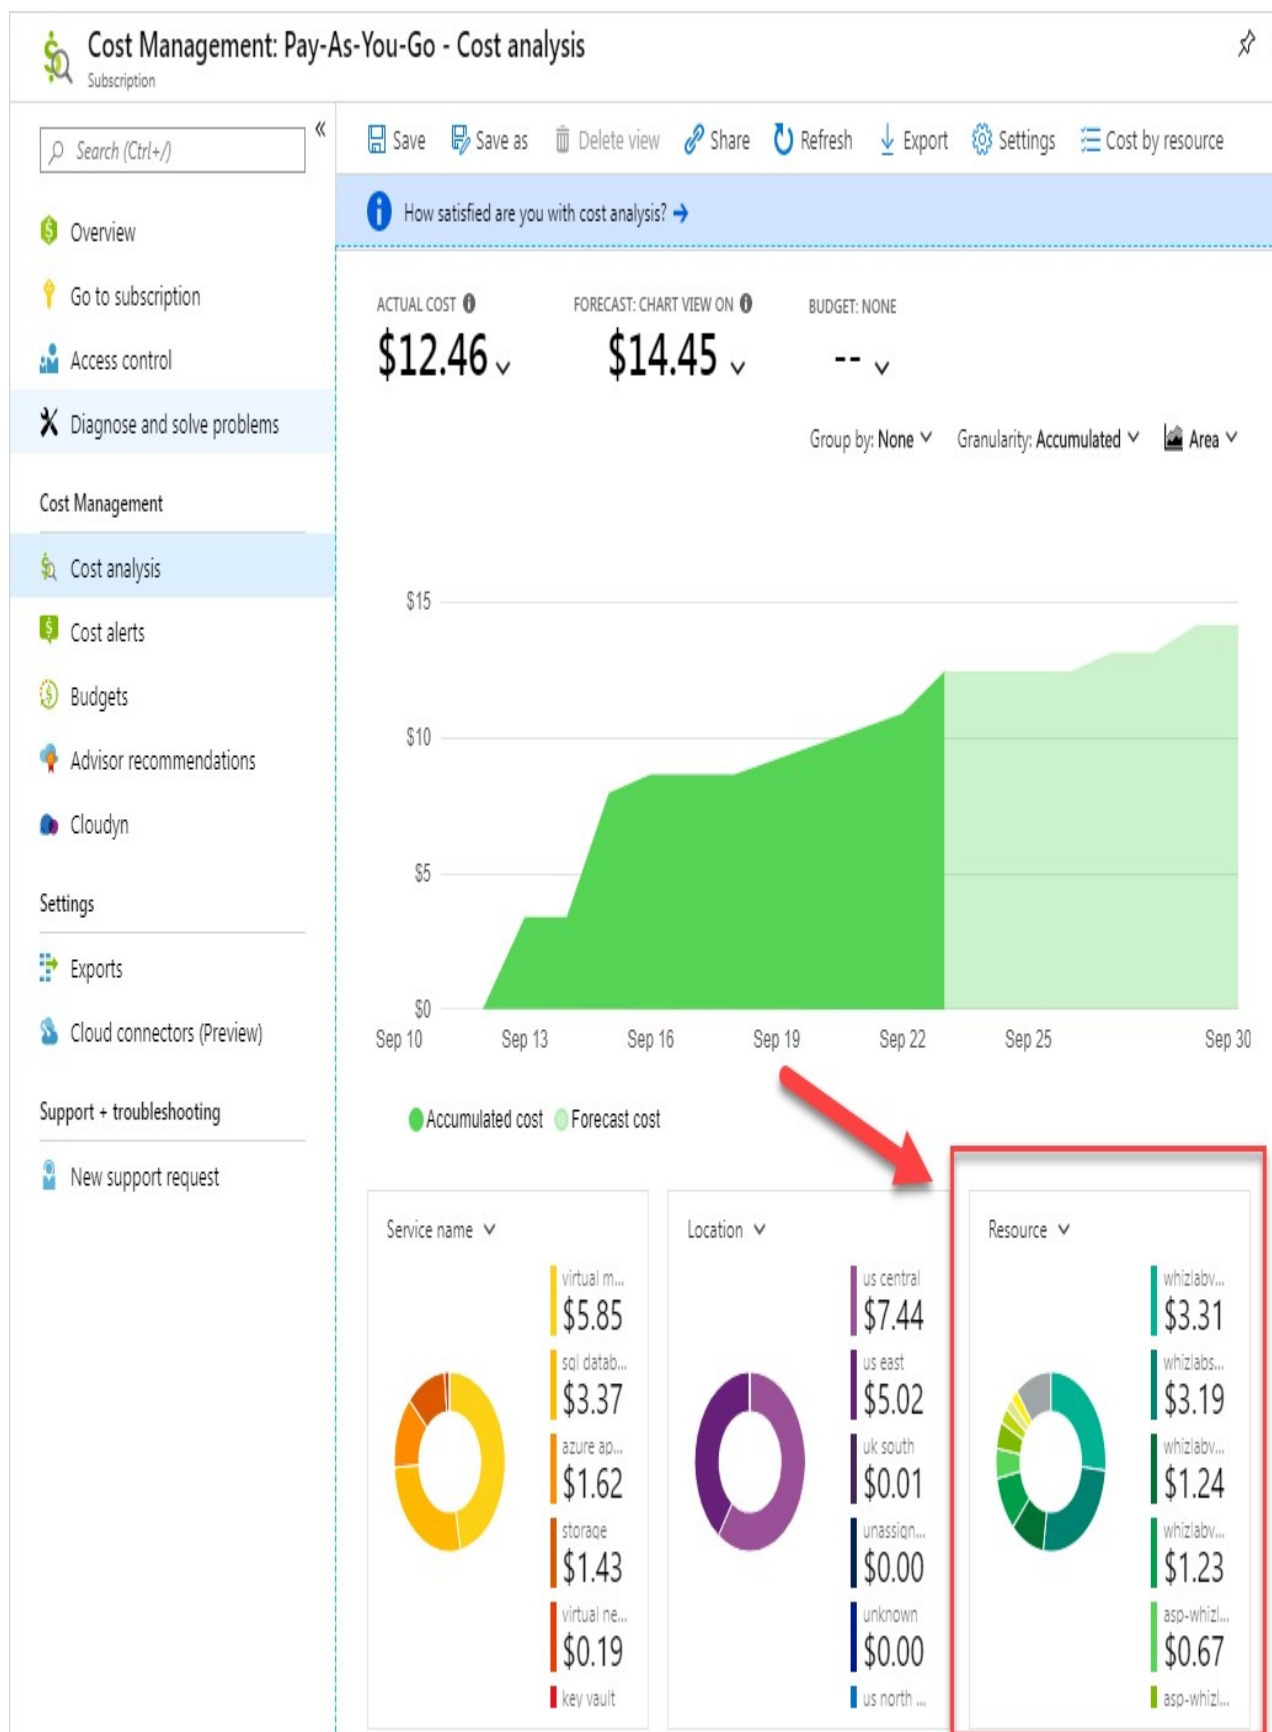 Cost Management: Pay-As-You-Go - Cost analysis
Subscription
Search (Ctrl+/)
«
Save
Save as
Delete view
Share
Refresh
Export
Settings
Cost by resource
How satisfied are you with cost analysis?
Overview
Go to subscription
Access control
Diagnose and solve problems
Cost Management
Cost analysis
Cost alerts
Budgets
Advisor recommendations
Cloudyn
Settings
Exports
Cloud connectors (Preview)
Support + troubleshooting
New support request
ACTUAL COST
$12.46
FORECAST: CHART VIEW ON
$14.45
BUDGET: NONE
--
Group by: None
Granularity: Accumulated
Area
$15
$10
$5
$0
Sep 10
Sep 13
Sep 16
Sep 19
Sep 22
Sep 25
Sep 30
Accumulated cost
Forecast cost
Service name
virtual m...
$5.85
sql datab...
$3.37
azure ap...
$1.62
storage
$1.43
virtual ne...
$0.19
key vault
Location
us central
$7.44
us east
$5.02
uk south
$0.01
unassign...
$0.00
unknown
$0.00
us north ...
Resource
whizlabv...
$3.31
whizlabs...
$3.19
whizlabv...
$1.24
whizlabv...
$1.23
asp-whizl...
$0.67
asp-whizl...